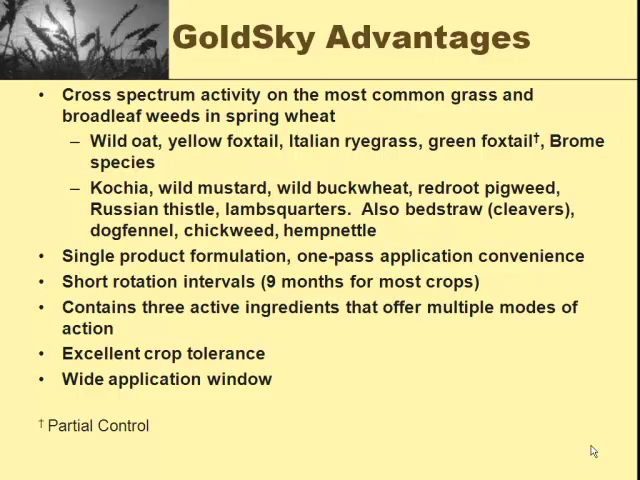 GoldSky Advantages
• Cross spectrum activity on the most common grass and
broadleaf weeds in spring wheat
– Wild oat, yellow foxtail, Italian ryegrass, green foxtail†, Brome
species
– Kochia, wild mustard, wild buckwheat, redroot pigweed,
Russian thistle, lambsquarters.  Also bedstraw (cleavers),
dogfennel, chickweed, hempnettle
• Single product formulation, one-pass application convenience
• Short rotation intervals (9 months for most crops)
• Contains three active ingredients that offer multiple modes of
action
• Excellent crop tolerance
• Wide application window
† Partial Control